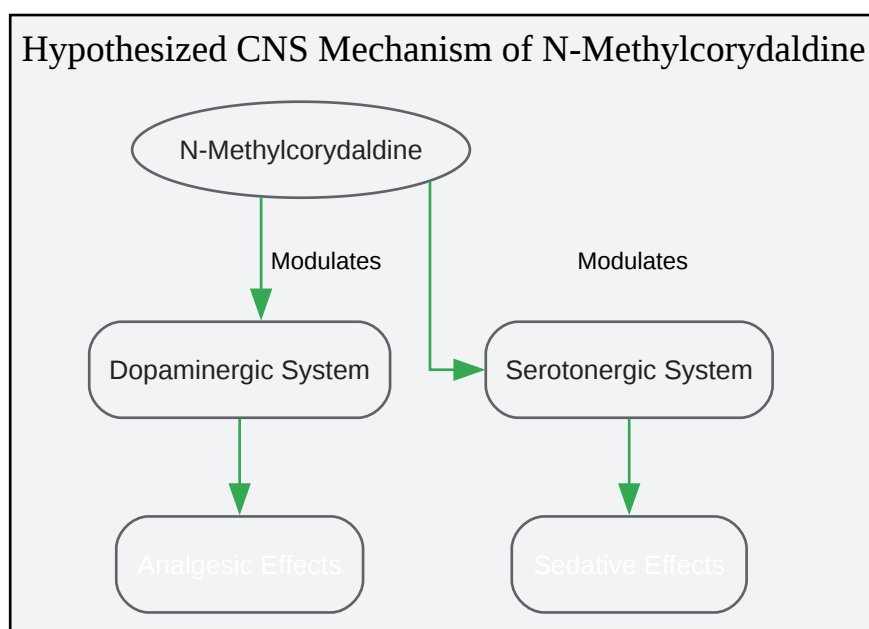 Hypothesized CNS Mechanism of N-Methylcorydaldine
N-Methylcorydaldine
Modulates
Modulates
Dopaminergic System
Serotonergic System
Analgesic Effects
Sedative Effects